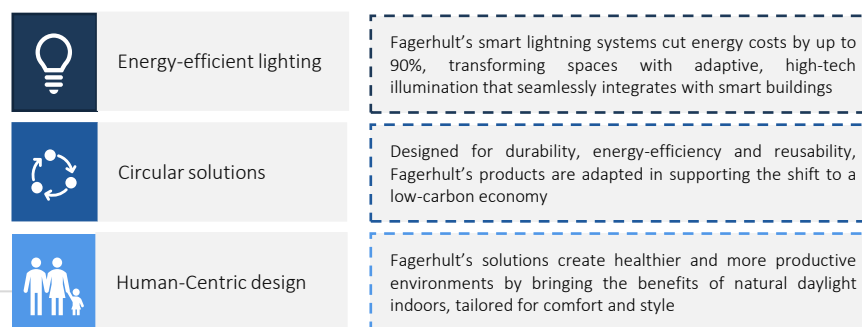 Energy-efficient lighting
Fagerhult’s smart lightning systems cut energy costs by up to
90%, transforming spaces with adaptive, high-tech
illumination that seamlessly integrates with smart buildings
Circular solutions
Designed for durability, energy-efficiency and reusability,
Fagerhult’s products are adapted in supporting the shift to a
low-carbon economy
Human-Centric design
Fagerhult’s solutions create healthier and more productive
environments by bringing the benefits of natural daylight
indoors, tailored for comfort and style